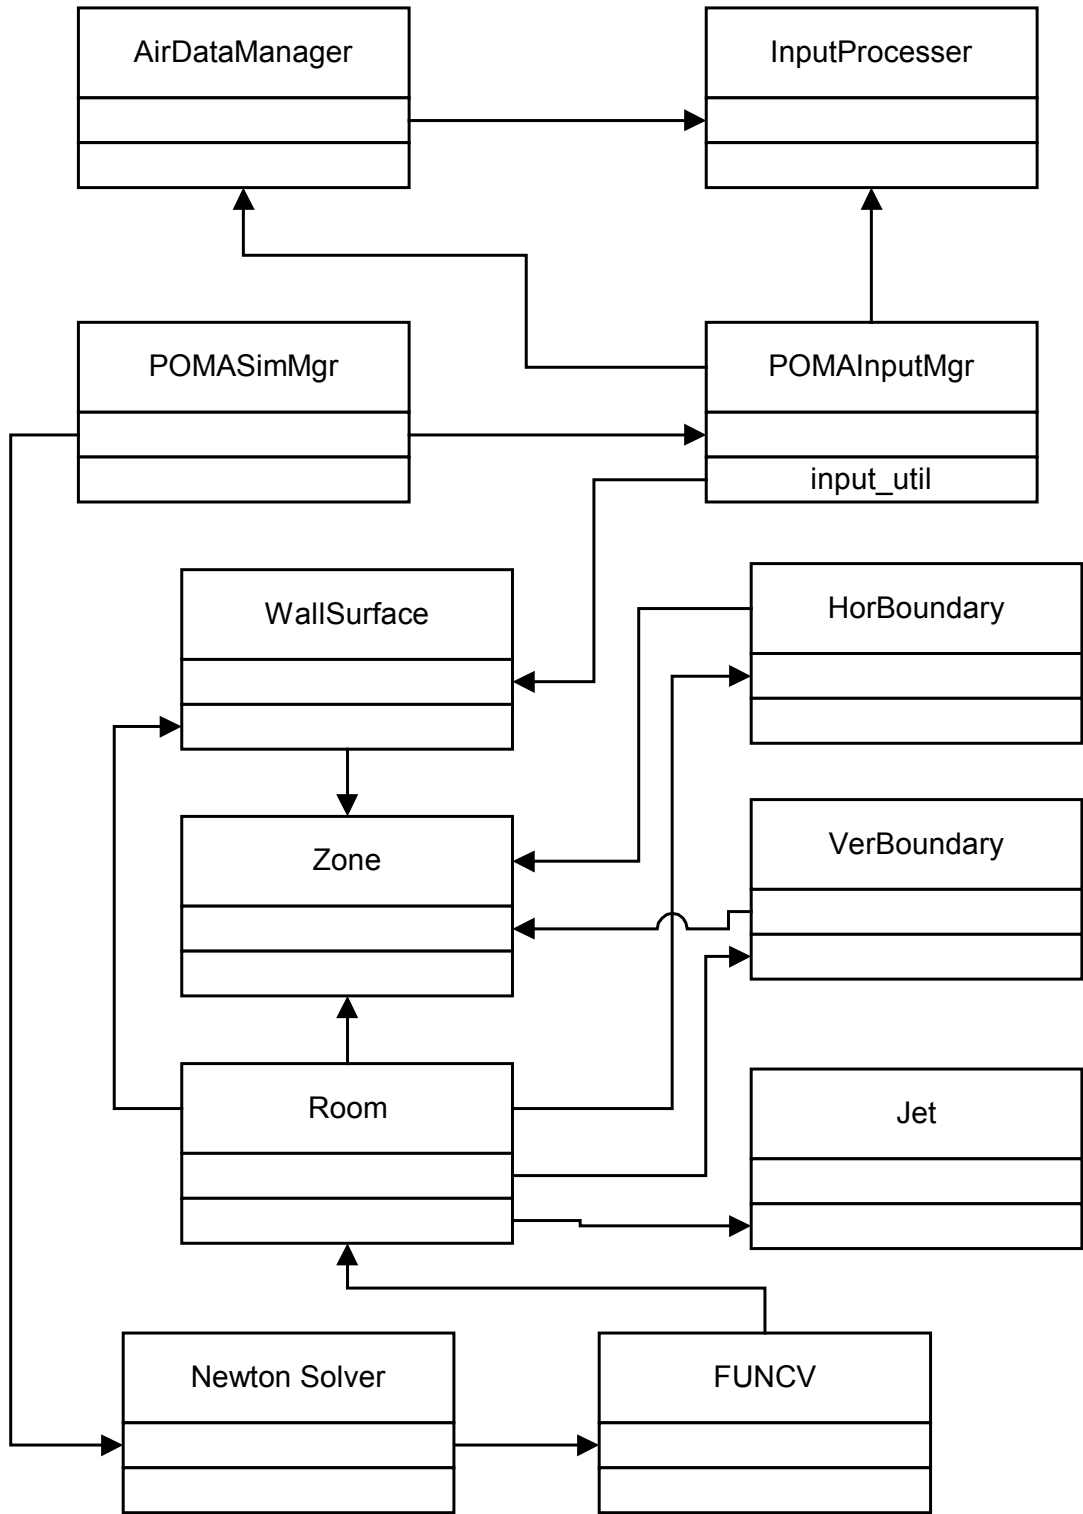 AirDataManager
InputProcesser
POMASimMgr
POMAInputMgr
input_util
WallSurface
HorBoundary
Zone
VerBoundary
Room
Jet
Newton Solver
FUNCV